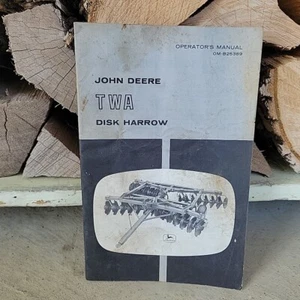 OPERATOR'S MANUAL
OM-B25369
JOHN DEERE
TWA
DISK HARROW